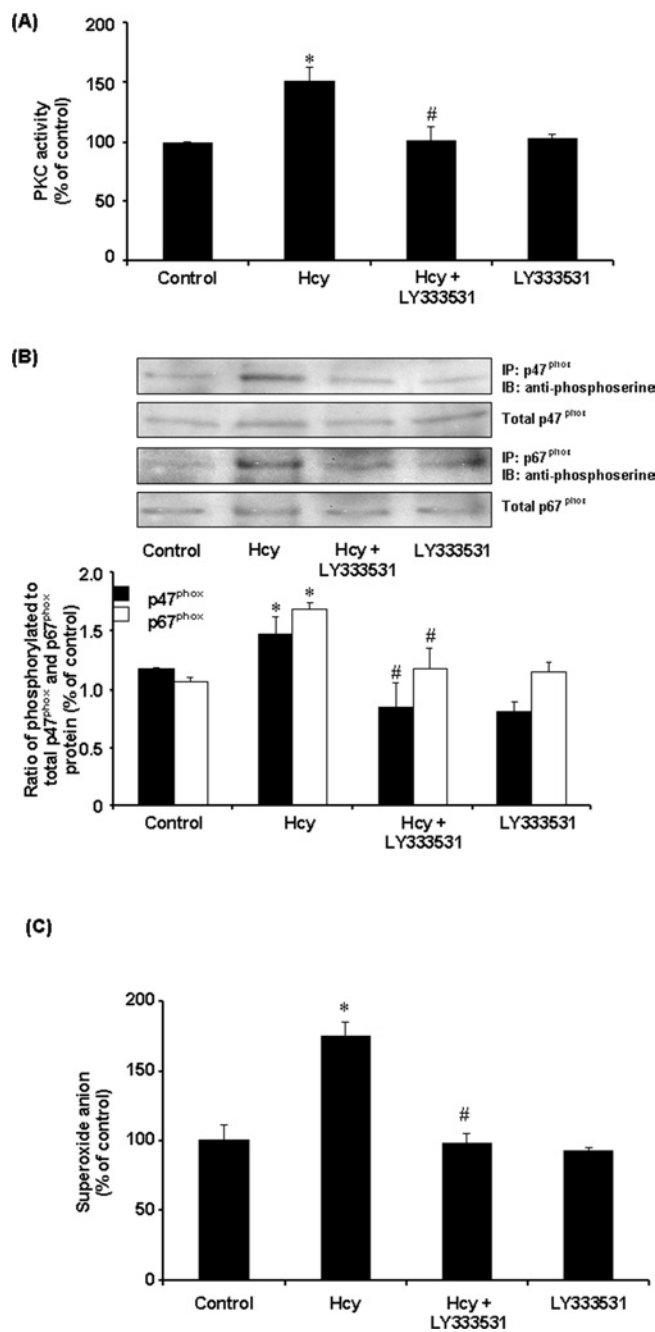 (A)
200
150
100
50
0
PKC activity
(% of control)
*
#
Control
Hcy
Hcy +
LY333531
LY333531
(B)
IP: p47phox
IB: anti-phosphoserine
Total p47phox
IP: p67phox
IB: anti-phosphoserine
Total p67phox
Control
Hcy
Hcy +
LY333531
LY333531
2.0
1.5
1.0
0.5
0
Ratio of phosphorylated to
total p47phox and p67phox
protein (% of control)
p47phox
p67phox
* *
# #
Control
Hcy
Hcy +
LY333531
LY333531
(C)
200
150
100
50
0
Superoxide anion
(% of control)
*
#
Control
Hcy
Hcy +
LY333531
LY333531